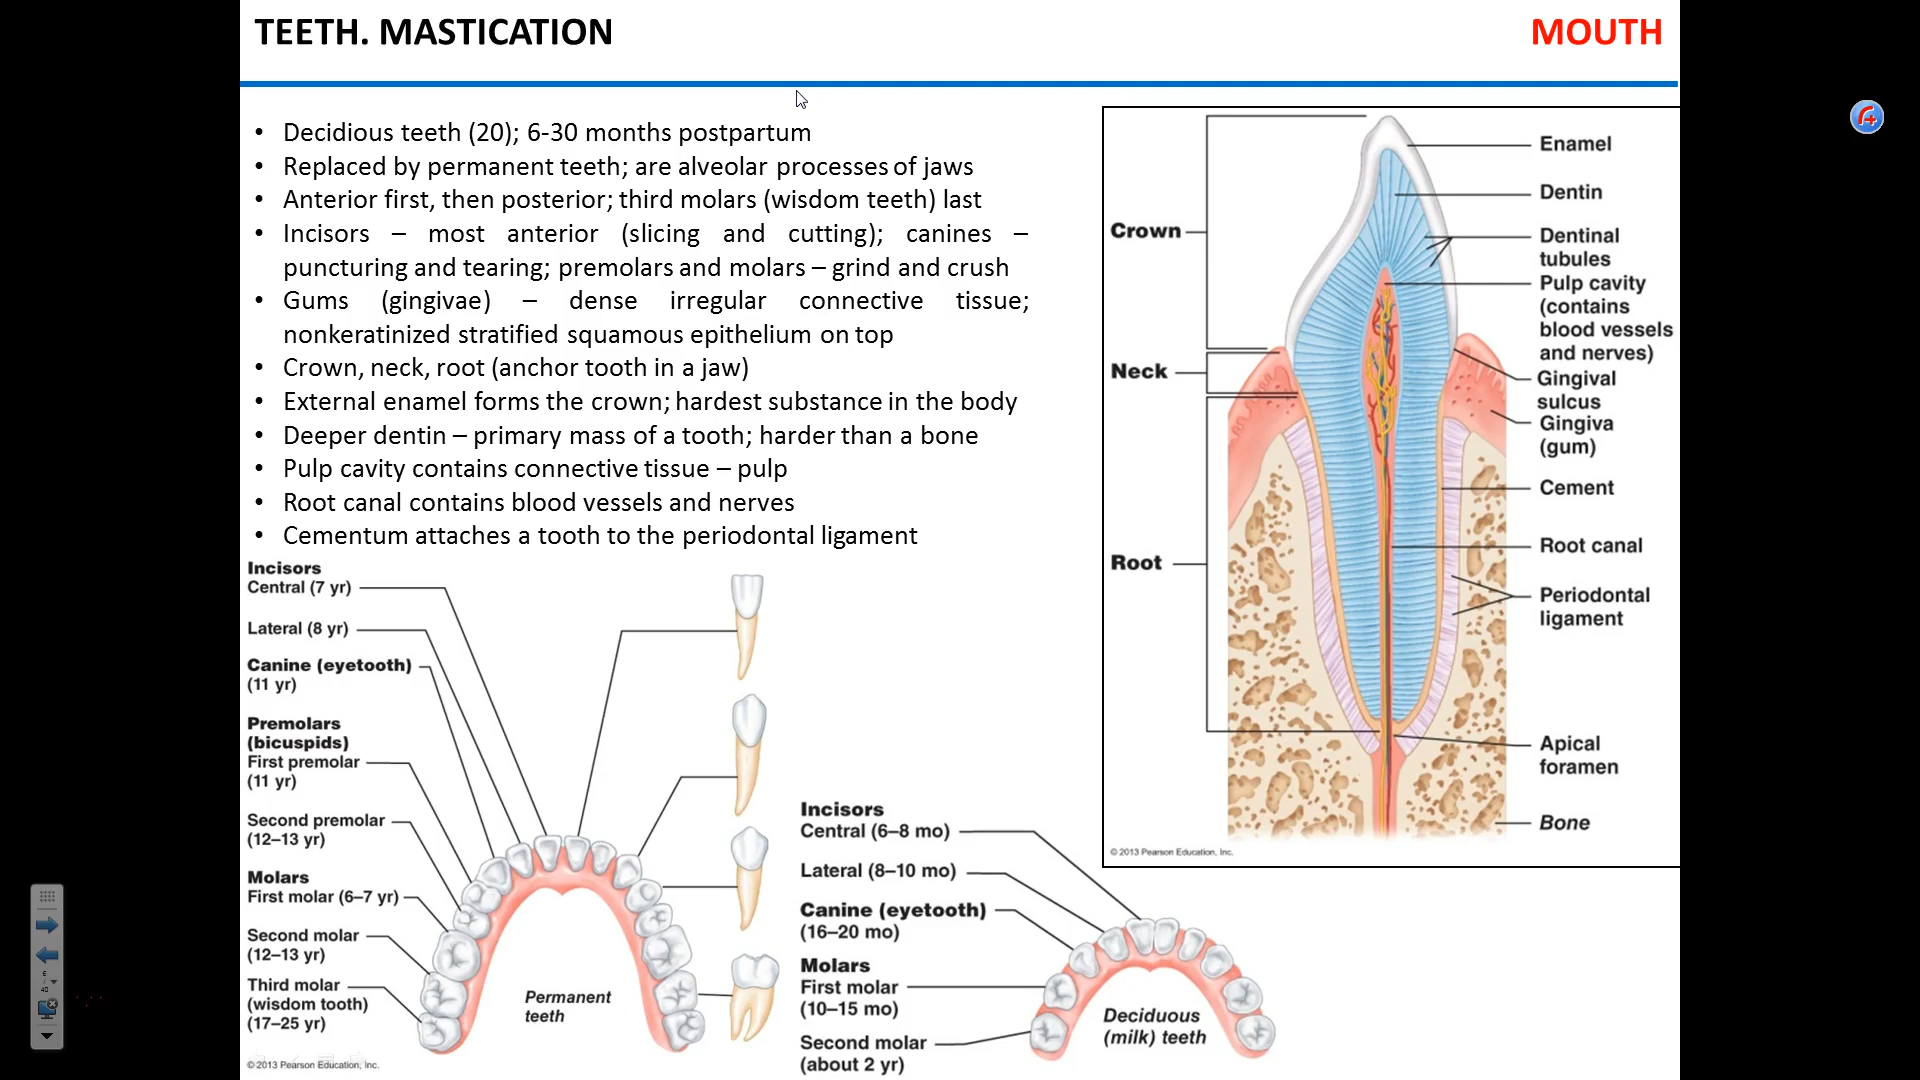 TEETH. MASTICATION
MOUTH
• Decidious teeth (20); 6-30 months postpartum
• Replaced by permanent teeth; are alveolar processes of jaws
• Anterior first, then posterior; third molars (wisdom teeth) last
• Incisors – most anterior (slicing and cutting); canines –
puncturing and tearing; premolars and molars – grind and crush
• Gums (gingivae) – dense irregular connective tissue;
nonkeratinized stratified squamous epithelium on top
• Crown, neck, root (anchor tooth in a jaw)
• External enamel forms the crown; hardest substance in the body
• Deeper dentin – primary mass of a tooth; harder than a bone
• Pulp cavity contains connective tissue – pulp
• Root canal contains blood vessels and nerves
• Cementum attaches a tooth to the periodontal ligament
Incisors
Central (7 yr)
Lateral (8 yr)
Canine (eyetooth)
(11 yr)
Premolars
(bicuspids)
First premolar
(11 yr)
Second premolar
(12–13 yr)
Molars
First molar (6–7 yr)
Second molar
(12–13 yr)
Third molar
(wisdom tooth)
(17–25 yr)
Permanent
teeth
© 2013 Pearson Education, Inc.
Incisors
Central (6–8 mo)
Lateral (8–10 mo)
Canine (eyetooth)
(16–20 mo)
Molars
First molar
(10–15 mo)
Second molar
(about 2 yr)
Deciduous
(milk) teeth
Crown
Neck
Root
Enamel
Dentin
Dentinal
tubules
Pulp cavity
(contains
blood vessels
and nerves)
Gingival
sulcus
Gingiva
(gum)
Cement
Root canal
Periodontal
ligament
Apical
foramen
Bone
© 2013 Pearson Education, Inc.
6
/
40